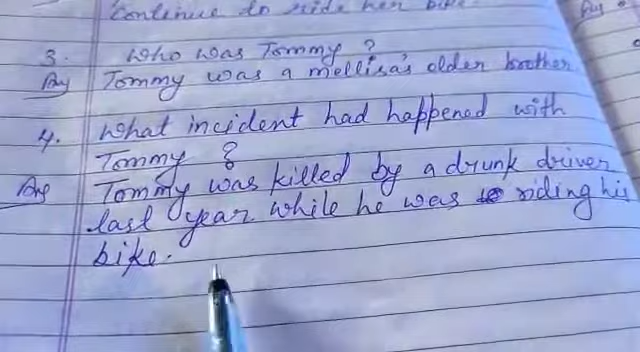 Continue to ride her bike.
3. Who was Tommy ?
Ans Tommy was a mellisa's older brother
4. What incident had happened with
Tommy ?
Ans Tommy was killed by a drunk driver
last year while he was riding his
bike.
Ans